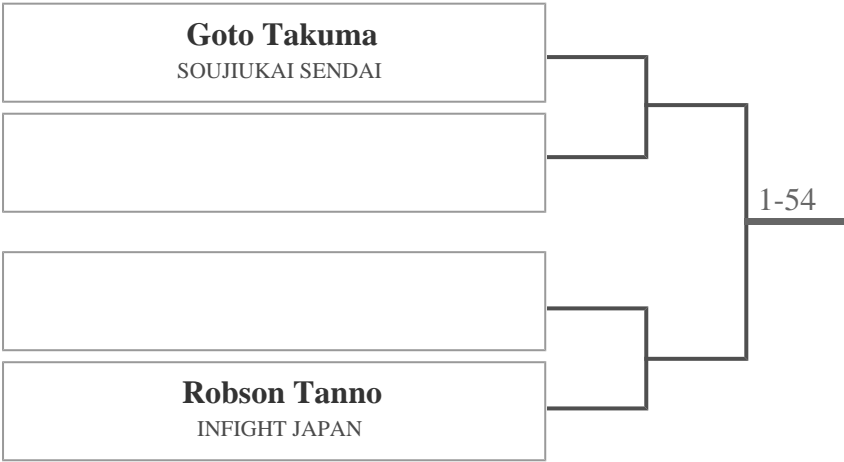 Goto Takuma
SOUJIUKAI SENDAI
1-54
Robson Tanno
INFIGHT JAPAN